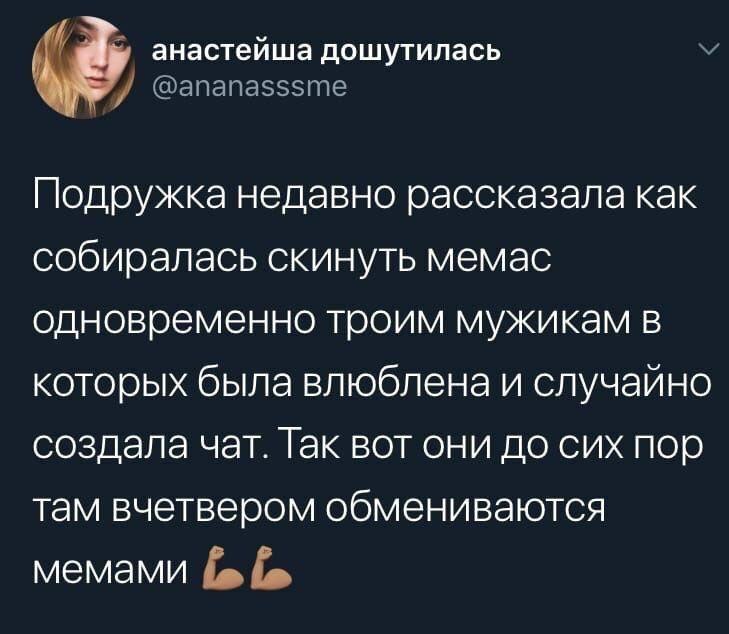 анастейша дошутилась
@ananasssme
Подружка недавно рассказала как
собиралась скинуть мемас
одновременно троим мужикам в
которых была влюблена и случайно
создала чат. Так вот они до сих пор
там вчетвером обмениваются
мемами 💪🏽💪🏽